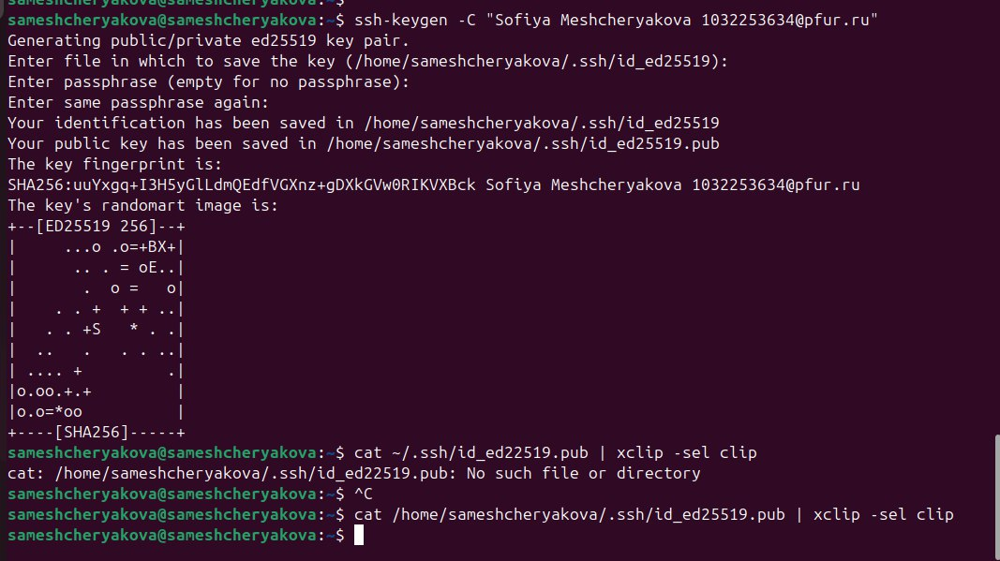 sameshcheryakova@sameshcheryakova:~$
sameshcheryakova@sameshcheryakova:~$ ssh-keygen -C "Sofiya Meshcheryakova 1032253634@pfur.ru"
Generating public/private ed25519 key pair.
Enter file in which to save the key (/home/sameshcheryakova/.ssh/id_ed25519):
Enter passphrase (empty for no passphrase):
Enter same passphrase again:
Your identification has been saved in /home/sameshcheryakova/.ssh/id_ed25519
Your public key has been saved in /home/sameshcheryakova/.ssh/id_ed25519.pub
The key fingerprint is:
SHA256:uuYxgq+I3H5yGlLdmQEdfVGXnz+gDXkGVw0RIKVXBck Sofiya Meshcheryakova 1032253634@pfur.ru
The key's randomart image is:
+--[ED25519 256]--+
|     ...o .o=+BX+|
|      .. . = oE..|
|       .  o =   o|
|    . . +  + + ..|
|   . . +S   * . .|
|  ..   .   . . ..|
| .... +         .|
|o.oo.+.+         |
|o.o=*oo          |
+----[SHA256]-----+
sameshcheryakova@sameshcheryakova:~$ cat ~/.ssh/id_ed22519.pub | xclip -sel clip
cat: /home/sameshcheryakova/.ssh/id_ed22519.pub: No such file or directory
sameshcheryakova@sameshcheryakova:~$ ^C
sameshcheryakova@sameshcheryakova:~$ cat /home/sameshcheryakova/.ssh/id_ed25519.pub | xclip -sel clip
sameshcheryakova@sameshcheryakova:~$